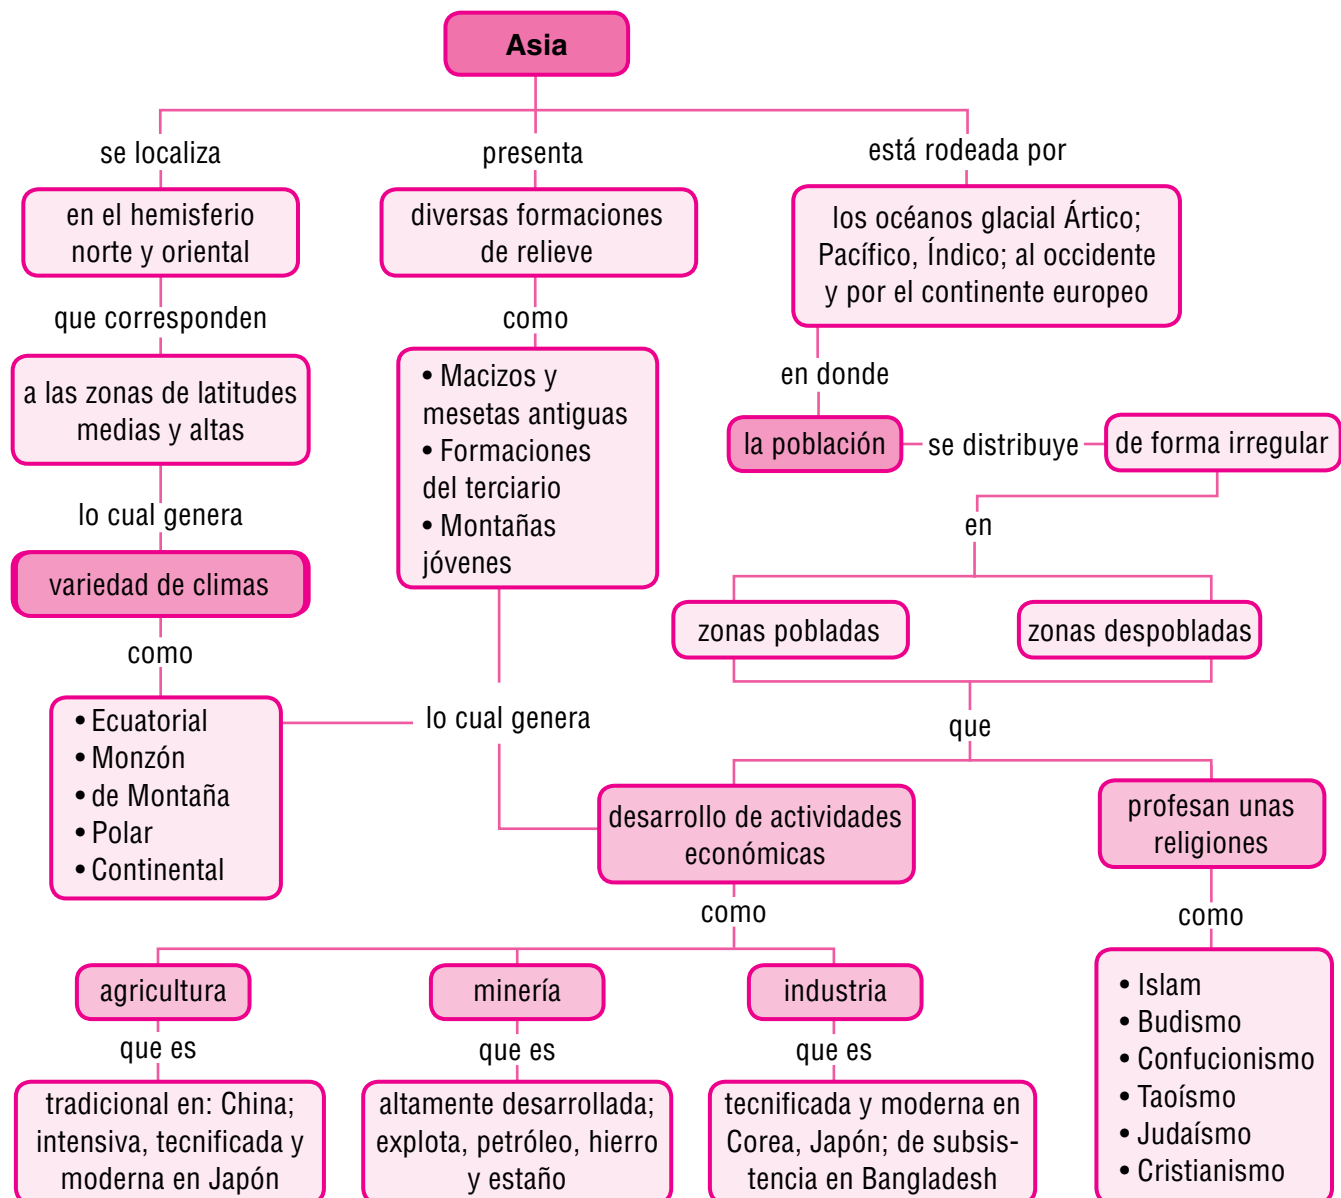 Asia
se localiza
presenta
está rodeada por
en el hemisferio
norte y oriental
diversas formaciones
de relieve
los océanos glacial Ártico;
Pacífico, Índico; al occidente
y por el continente europeo
que corresponden
como
en donde
a las zonas de latitudes
medias y altas
• Macizos y
mesetas antiguas
• Formaciones
del terciario
• Montañas
jóvenes
la población
se distribuye
de forma irregular
lo cual genera
en
variedad de climas
zonas pobladas
zonas despobladas
como
• Ecuatorial
• Monzón
• de Montaña
• Polar
• Continental
lo cual genera
que
desarrollo de actividades
económicas
profesan unas
religiones
como
como
agricultura
minería
industria
• Islam
• Budismo
• Confucionismo
• Taoísmo
• Judaísmo
• Cristianismo
que es
que es
que es
tradicional en: China;
intensiva, tecnificada y
moderna en Japón
altamente desarrollada;
explota, petróleo, hierro
y estaño
tecnificada y moderna en
Corea, Japón; de subsis-
tencia en Bangladesh